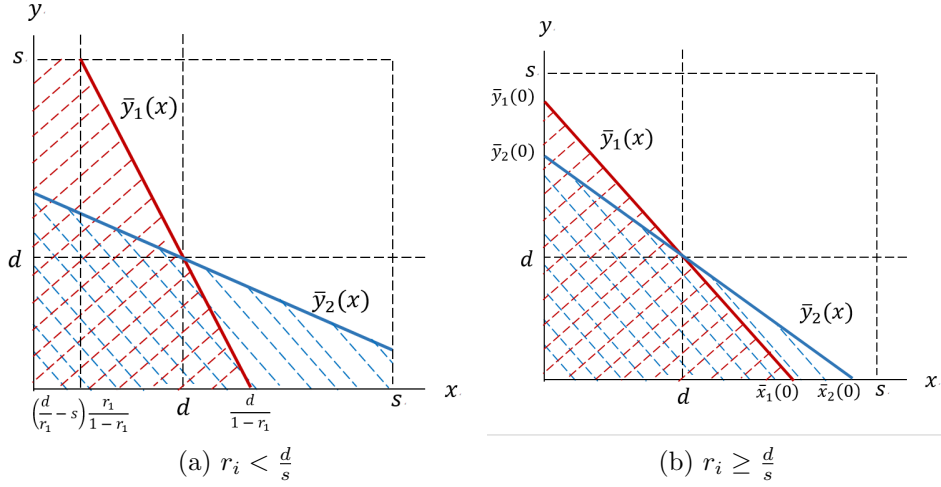 y
s
ȳ₁(x)
d
ȳ₂(x)
(d/r₁ − s) r₁/(1 − r₁)
d
d/(1 − r₁)
s
x
(a) rᵢ < d/s
y
s
ȳ₁(0)
ȳ₁(x)
ȳ₂(0)
d
ȳ₂(x)
d
x̄₁(0)
x̄₂(0)
s
x
(b) rᵢ ≥ d/s